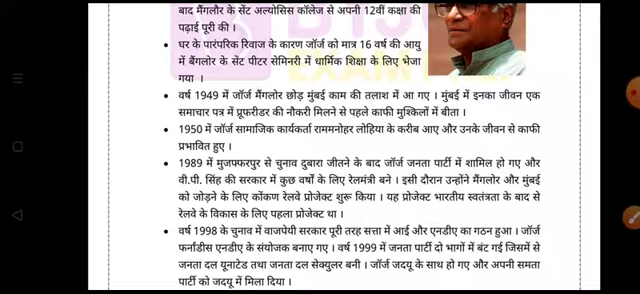 बाद मैंगलौर के सेंट अल्योसिस कॉलेज से अपनी 12वीं कक्षा की
पढ़ाई पूरी की ।
• घर के पारंपरिक रिवाज के कारण जॉर्ज को मात्र 16 वर्ष की आयु
में बैंगलोर के सेंट पीटर सेमिनरी में धार्मिक शिक्षा के लिए भेजा
गया ।
• वर्ष 1949 में जॉर्ज मैंगलोर छोड़ मुंबई काम की तलाश में आ गए । मुंबई में इनका जीवन एक
समाचार पत्र में प्रूफरीडर की नौकरी मिलने से पहले काफी मुश्किलों में बीता ।
• 1950 में जॉर्ज सामाजिक कार्यकर्ता राममनोहर लोहिया के करीब आए और उनके जीवन से काफी
प्रभावित हुए ।
• 1989 में मुजफ्फरपुर से चुनाव दुबारा जीतने के बाद जॉर्ज जनता पार्टी में शामिल हो गए और
वी.पी. सिंह की सरकार में कुछ वर्षों के लिए रेलमंत्री बने । इसी दौरान उन्होंने मैंगलौर और मुंबई
को जोड़ने के लिए कोंकण रेलवे प्रोजेक्ट शुरू किया । यह प्रोजेक्ट भारतीय स्वतंत्रता के बाद से
रेलवे के विकास के लिए पहला प्रोजेक्ट था ।
• वर्ष 1998 के चुनाव में वाजपेयी सरकार पूरी तरह सत्ता में आई और एनडीए का गठन हुआ । जॉर्ज
फर्नांडीस एनडीए के संयोजक बनाए गए । वर्ष 1999 में जनता पार्टी दो भागों में बंट गई जिसमें से
जनता दल यूनाटेड तथा जनता दल सेक्युलर बनी । जॉर्ज जदयू के साथ हो गए और अपनी समता
पार्टी को जदयू में मिला दिया ।